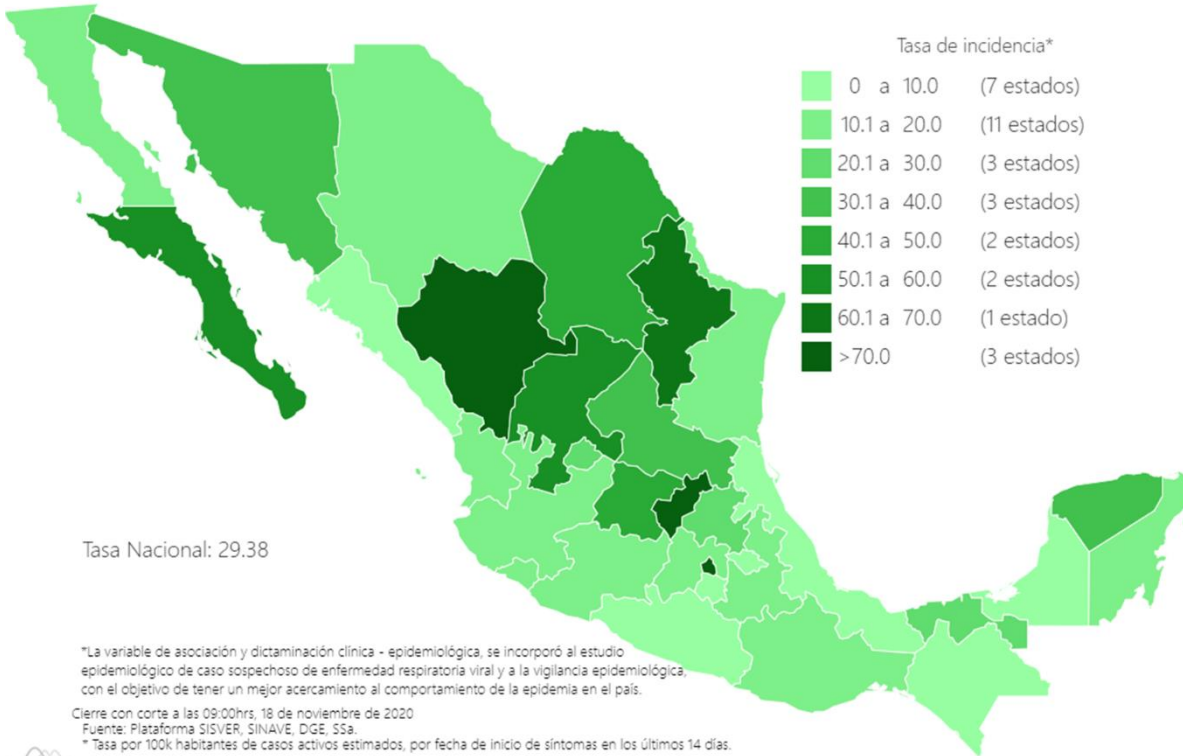 Tasa de incidencia*
0 a 10.0 (7 estados)
10.1 a 20.0 (11 estados)
20.1 a 30.0 (3 estados)
30.1 a 40.0 (3 estados)
40.1 a 50.0 (2 estados)
50.1 a 60.0 (2 estados)
60.1 a 70.0 (1 estado)
>70.0 (3 estados)
Tasa Nacional: 29.38
*La variable de asociación y dictaminación clínica - epidemiológica, se incorporó al estudio
epidemiológico de caso sospechoso de enfermedad respiratoria viral y a la vigilancia epidemiológica,
con el objetivo de tener un mejor acercamiento al comportamiento de la epidemia en el país.
Cierre con corte a las 09:00hrs, 18 de noviembre de 2020
Fuente: Plataforma SISVER, SINAVE, DGE, SSa.
* Tasa por 100k habitantes de casos activos estimados, por fecha de inicio de síntomas en los últimos 14 días.